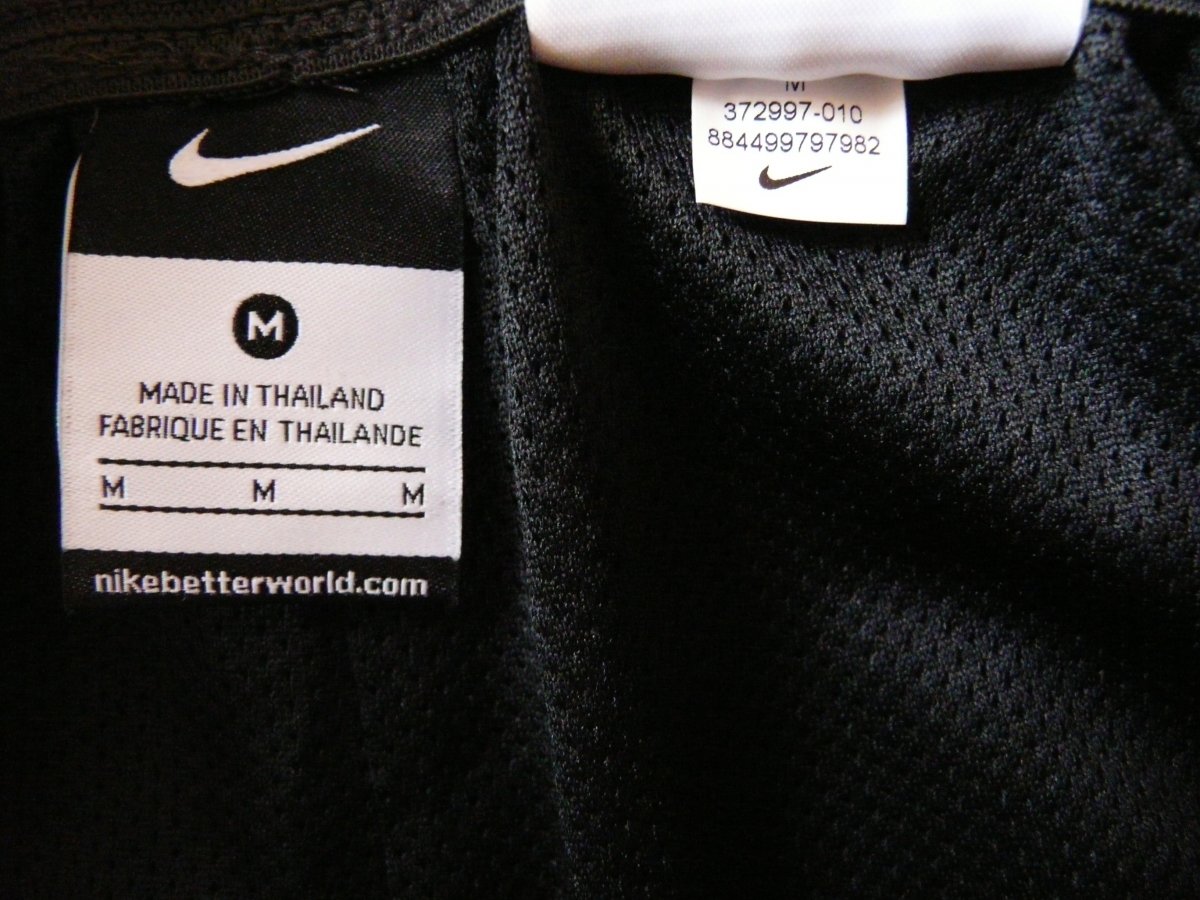 M
MADE IN THAILAND
FABRIQUE EN THAILANDE
M M M
nikebetterworld.com
M
372997-010
884499797982